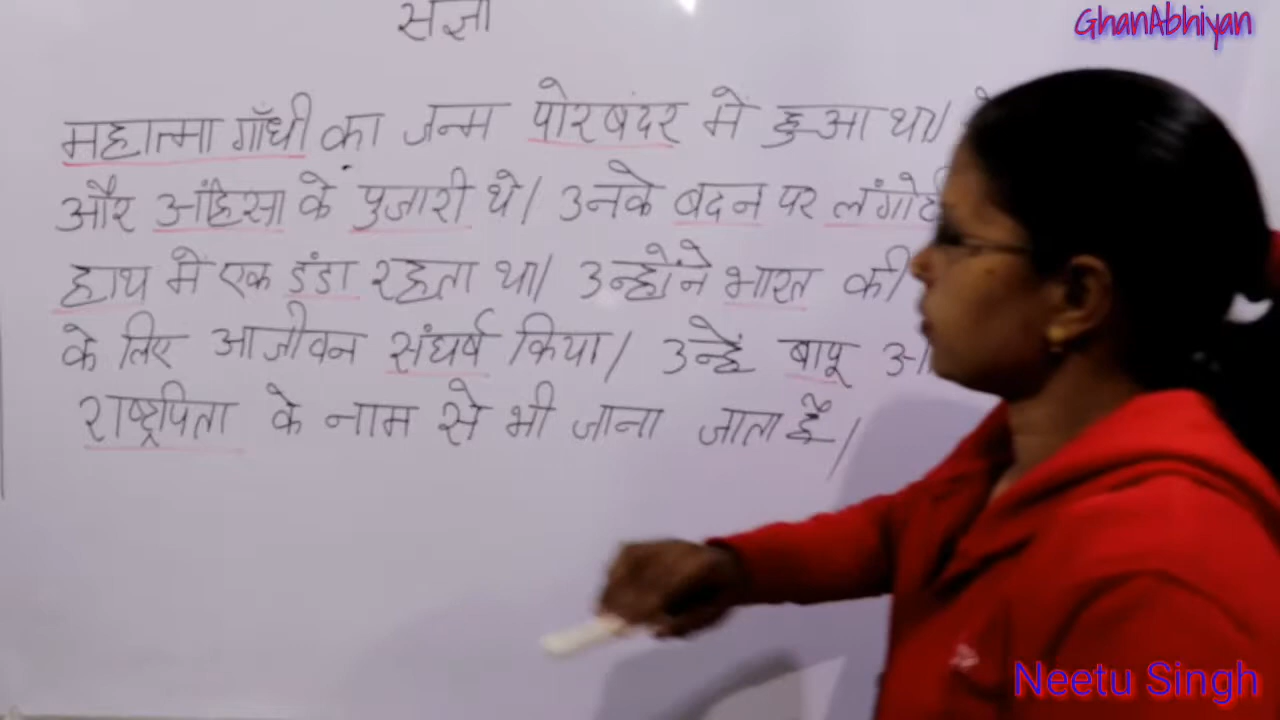 संज्ञा
GhanAbhiyan
महात्मा गाँधी का जन्म पोरबंदर में हुआ था।
और अंहिसा के पुजारी थे। उनके बदन पर
हाथ में एक डंडा रहता था। उन्होंने भारत की
के लिए आजीवन संघर्ष किया। उन्हें बापू
राष्ट्रपिता के नाम से भी जाना जाता है।
Neetu Singh